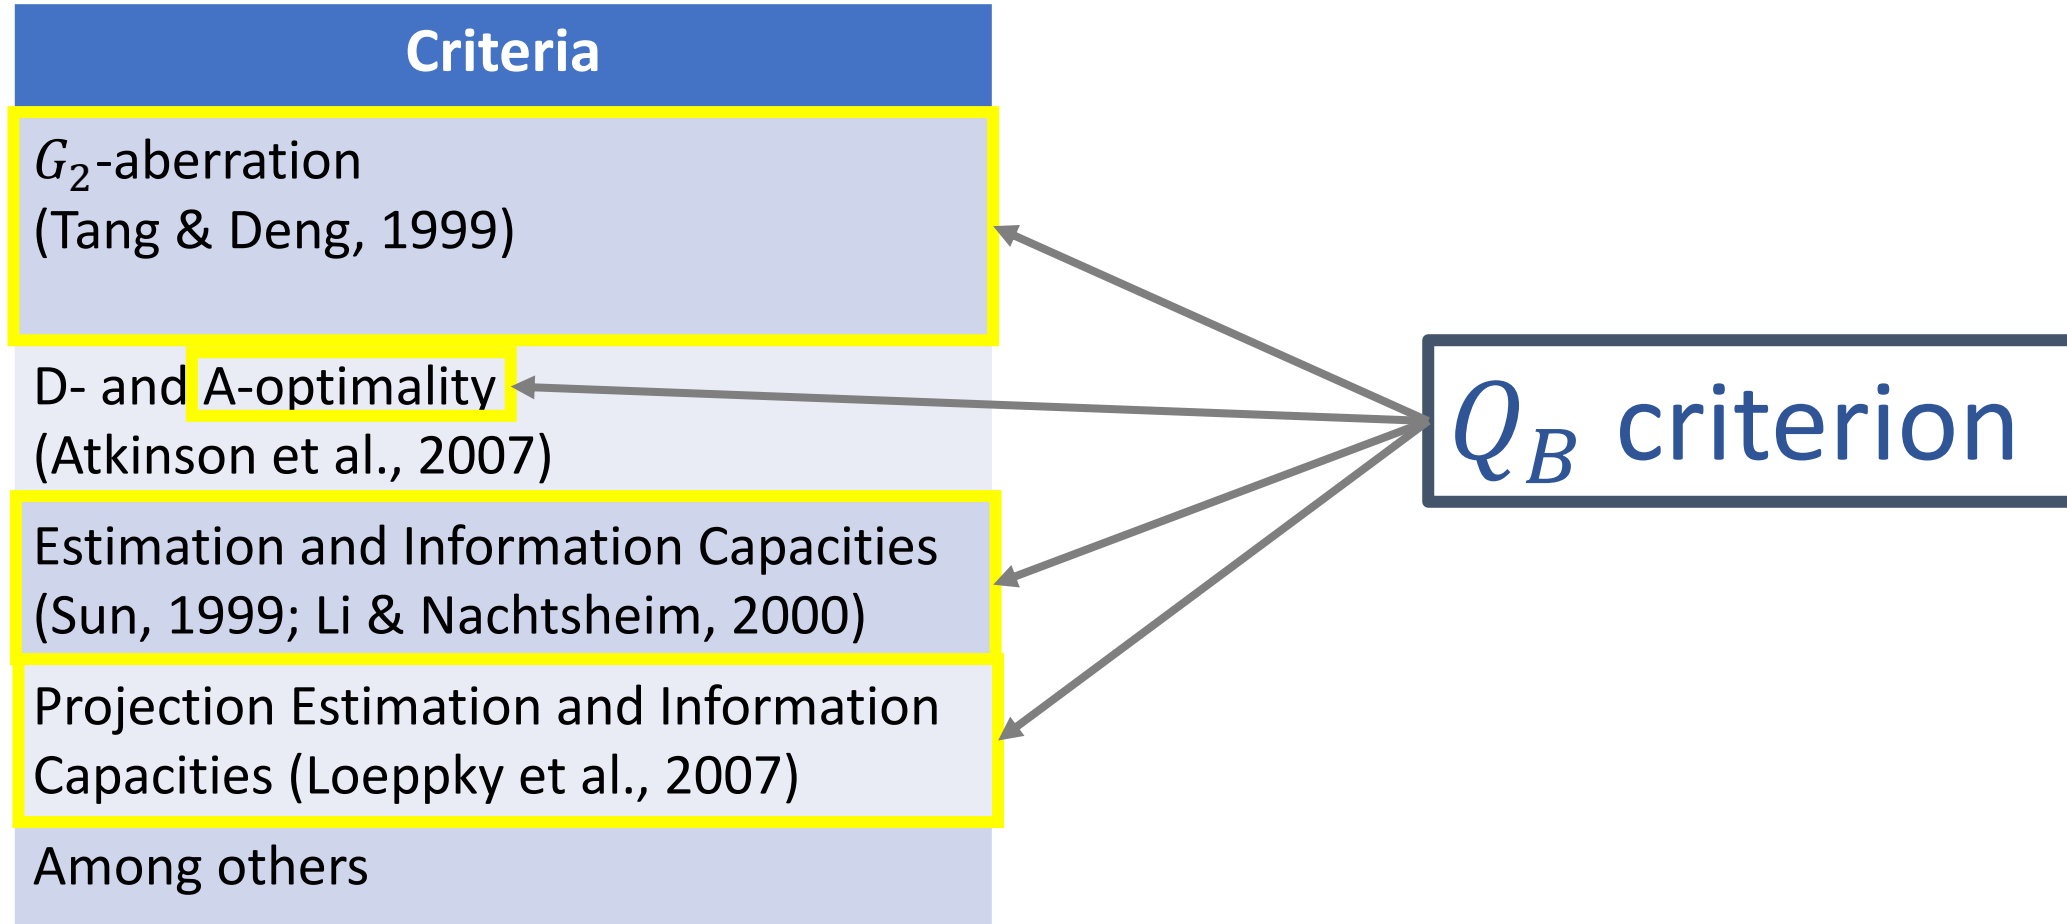 Criteria
G₂-aberration
(Tang & Deng, 1999)
D- and A-optimality
(Atkinson et al., 2007)
Estimation and Information Capacities
(Sun, 1999; Li & Nachtsheim, 2000)
Projection Estimation and Information
Capacities (Loeppky et al., 2007)
Among others
Q_B criterion